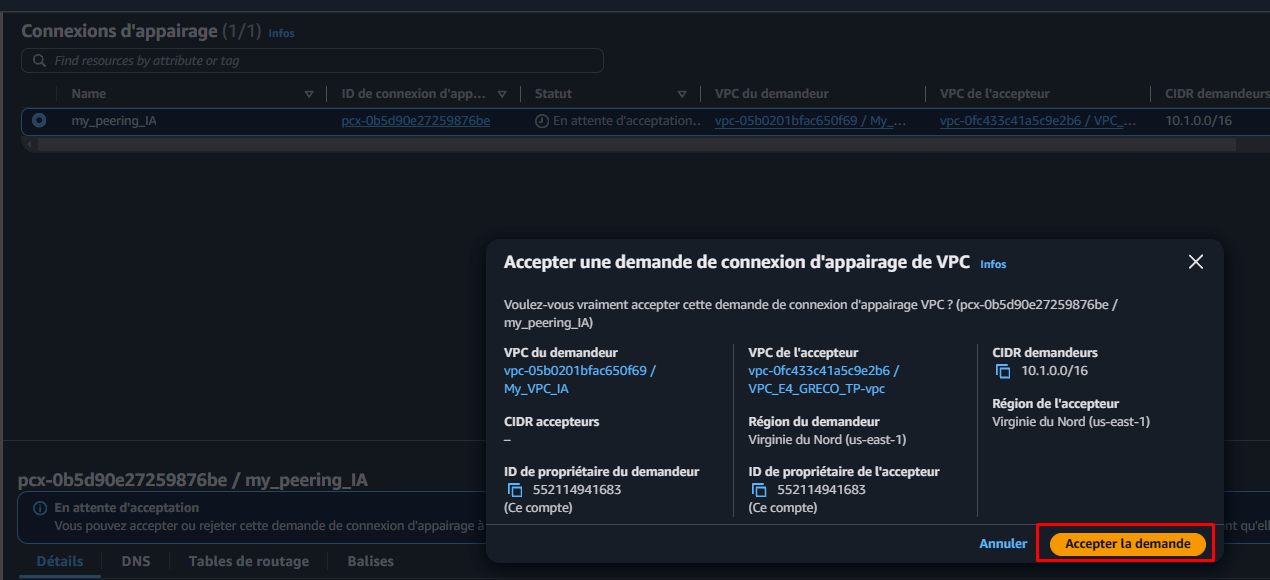 Connexions d'appairage (1/1) Infos
Find resources by attribute or tag
Name ID de connexion d'app... Statut VPC du demandeur VPC de l'accepteur CIDR demandeurs
my_peering_IA pcx-0b5d90e27259876be En attente d'acceptation... vpc-05b0201bfac650f69 / My_... vpc-0fc433c41a5c9e2b6 / VPC_... 10.1.0.0/16
Accepter une demande de connexion d'appairage de VPC Infos
Voulez-vous vraiment accepter cette demande de connexion d'appairage VPC ? (pcx-0b5d90e27259876be /
my_peering_IA)
VPC du demandeur
vpc-05b0201bfac650f69 /
My_VPC_IA
CIDR accepteurs
–
ID de propriétaire du demandeur
552114941683
(Ce compte)
VPC de l'accepteur
vpc-0fc433c41a5c9e2b6 /
VPC_E4_GRECO_TP-vpc
Région du demandeur
Virginie du Nord (us-east-1)
ID de propriétaire de l'accepteur
552114941683
(Ce compte)
CIDR demandeurs
10.1.0.0/16
Région de l'accepteur
Virginie du Nord (us-east-1)
Annuler Accepter la demande
pcx-0b5d90e27259876be / my_peering_IA
En attente d'acceptation
Vous pouvez accepter ou rejeter cette demande de connexion d'appairage à
Détails DNS Tables de routage Balises